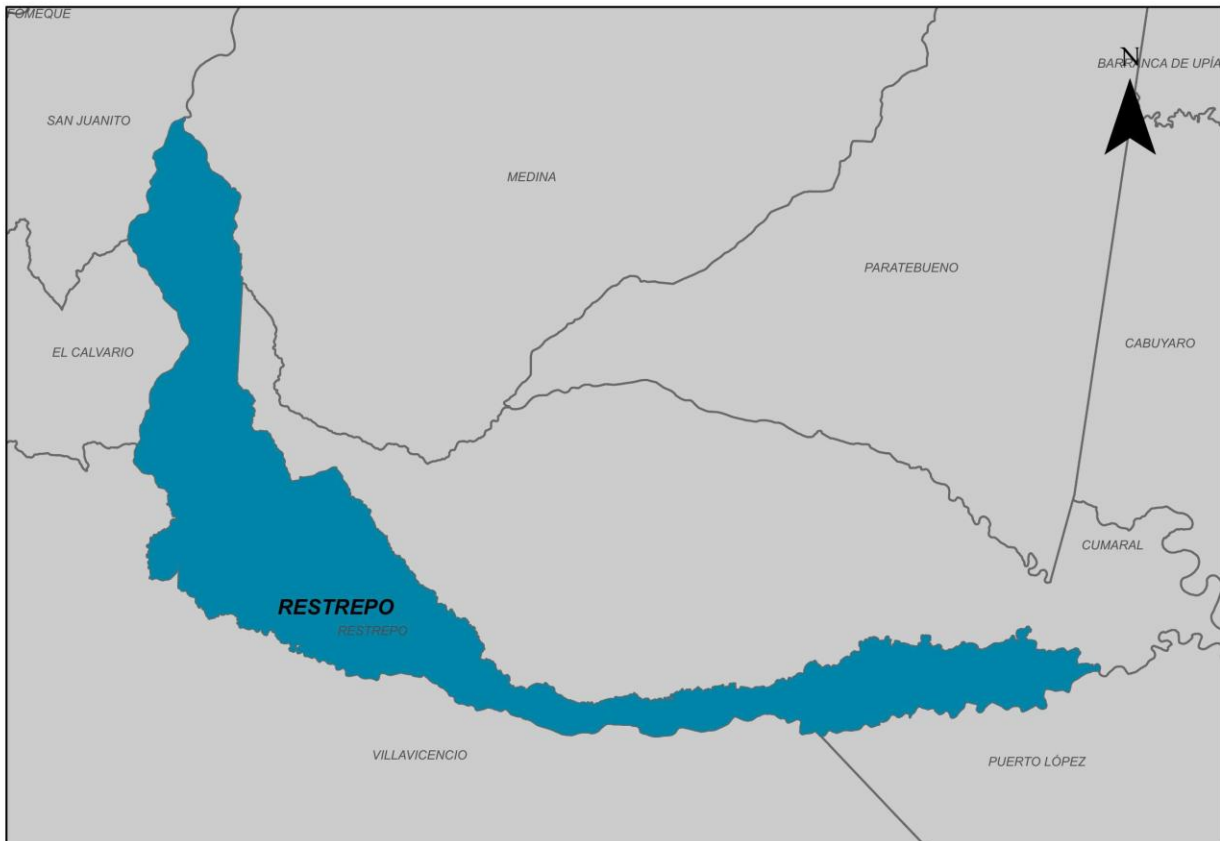 FOMEQUE
N
BARRANCA DE UPÍA
SAN JUANITO
MEDINA
PARATEBUENO
EL CALVARIO
CABUYARO
CUMARAL
RESTREPO
RESTREPO
VILLAVICENCIO
PUERTO LÓPEZ